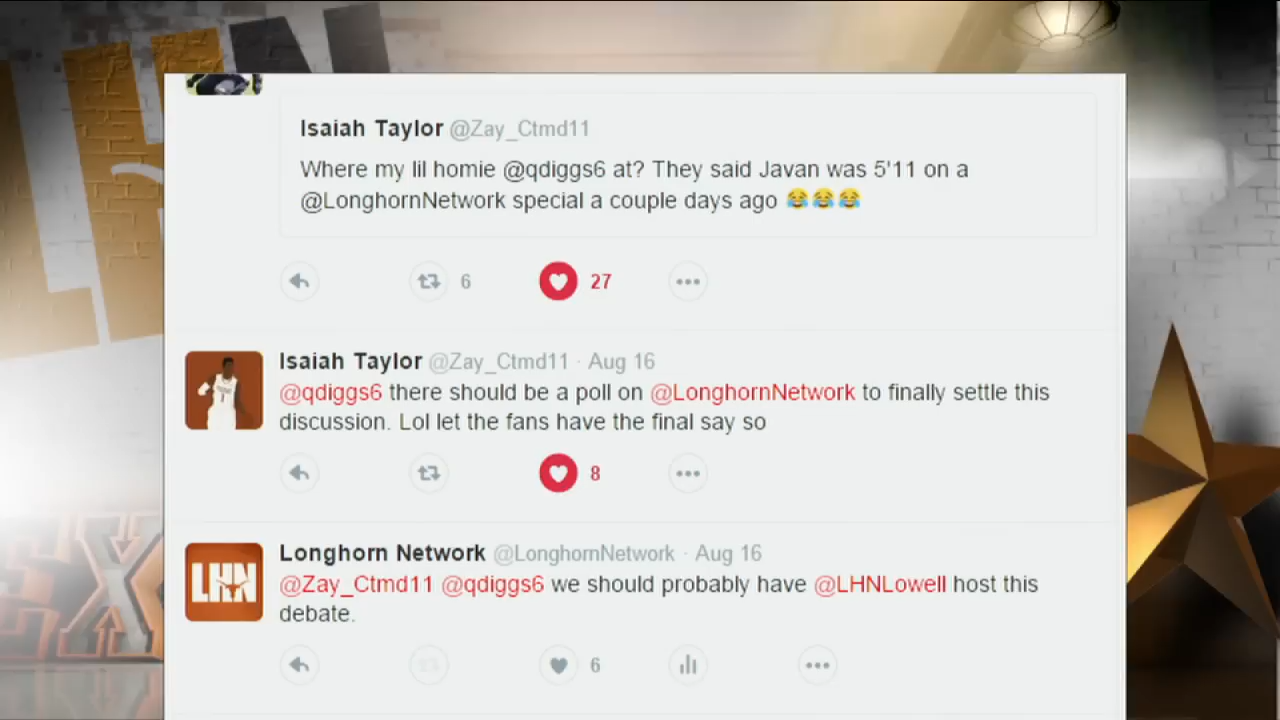 Isaiah Taylor @Zay_Ctmd11
Where my lil homie @qdiggs6 at? They said Javan was 5'11 on a
@LonghornNetwork special a couple days ago 😂😂😂
6 27
Isaiah Taylor @Zay_Ctmd11 · Aug 16
@qdiggs6 there should be a poll on @LonghornNetwork to finally settle this
discussion. Lol let the fans have the final say so
8
LHN
Longhorn Network @LonghornNetwork · Aug 16
@Zay_Ctmd11 @qdiggs6 we should probably have @LHNLowell host this
debate.
6